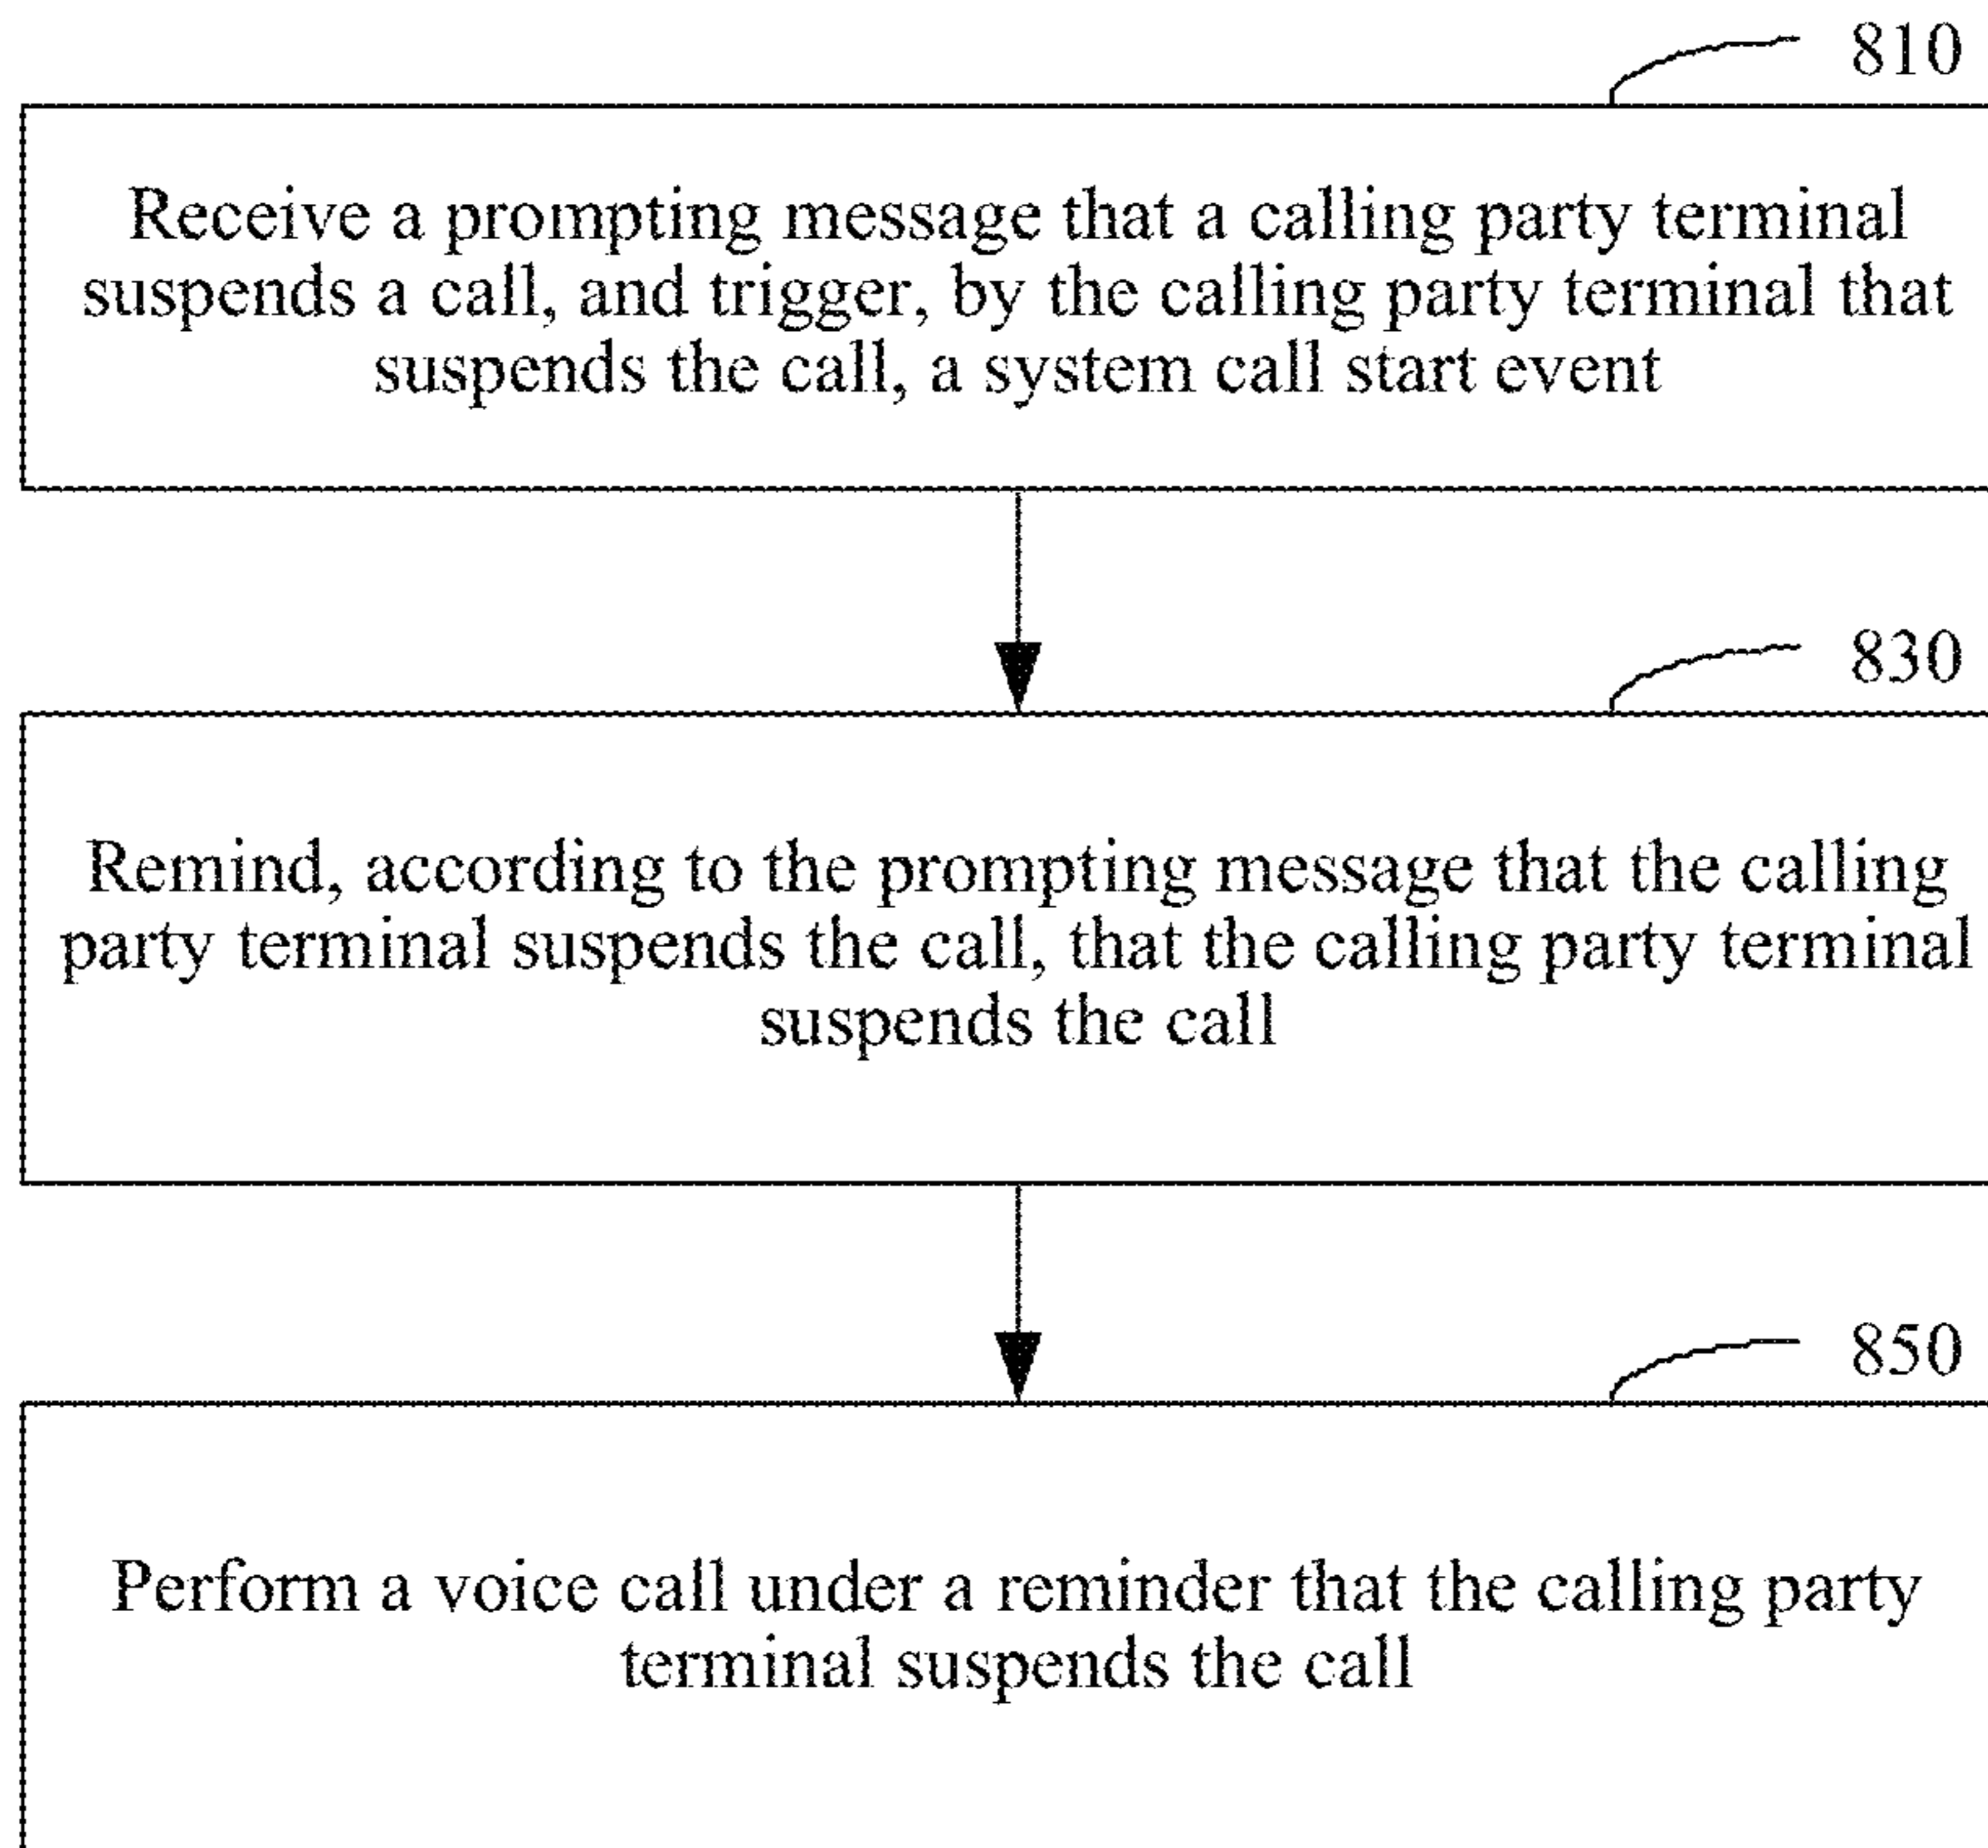 810
Receive a prompting message that a calling party terminal
suspends a call, and trigger, by the calling party terminal that
suspends the call, a system call start event
830
Remind, according to the prompting message that the calling
party terminal suspends the call, that the calling party terminal
suspends the call
850
Perform a voice call under a reminder that the calling party
terminal suspends the call